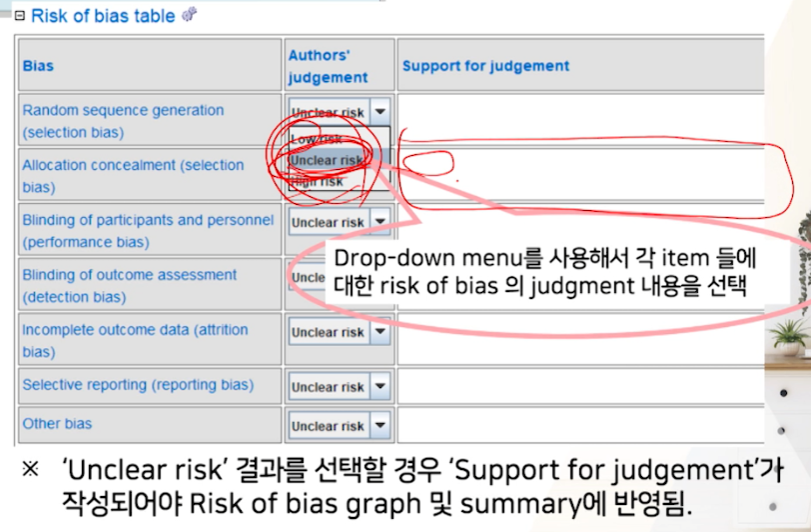 Risk of bias table
Bias
Authors' judgement
Support for judgement
Random sequence generation (selection bias)
Unclear risk
Low risk
Unclear risk
High risk
Allocation concealment (selection bias)
Blinding of participants and personnel (performance bias)
Unclear risk
Blinding of outcome assessment (detection bias)
Uncle
Drop-down menu를 사용해서 각 item 들에
대한 risk of bias 의 judgment 내용을 선택
Incomplete outcome data (attrition bias)
Unclear risk
Selective reporting (reporting bias)
Unclear risk
Other bias
Unclear risk
※ ‘Unclear risk’ 결과를 선택할 경우 ‘Support for judgement’가
작성되어야 Risk of bias graph 및 summary에 반영됨.